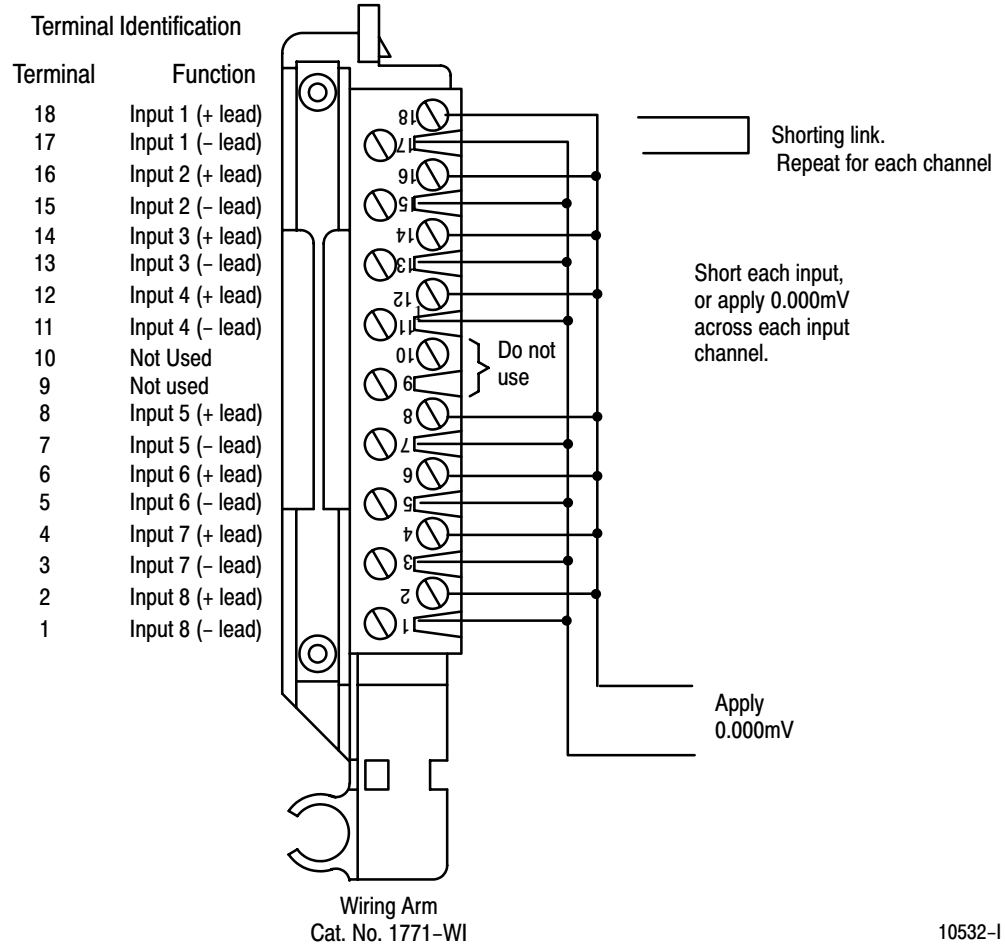 Terminal Identification
Terminal Function
18 Input 1 (+ lead)
17 Input 1 (– lead)
16 Input 2 (+ lead)
15 Input 2 (– lead)
14 Input 3 (+ lead)
13 Input 3 (– lead)
12 Input 4 (+ lead)
11 Input 4 (– lead)
10 Not Used
9 Not used
8 Input 5 (+ lead)
7 Input 5 (– lead)
6 Input 6 (+ lead)
5 Input 6 (– lead)
4 Input 7 (+ lead)
3 Input 7 (– lead)
2 Input 8 (+ lead)
1 Input 8 (– lead)
18
17
16
15
14
13
12
11
10
9
8
7
6
5
4
3
2
1
Do not
use
Shorting link.
Repeat for each channel
Short each input,
or apply 0.000mV
across each input
channel.
Apply
0.000mV
Wiring Arm
Cat. No. 1771–WI
10532–I